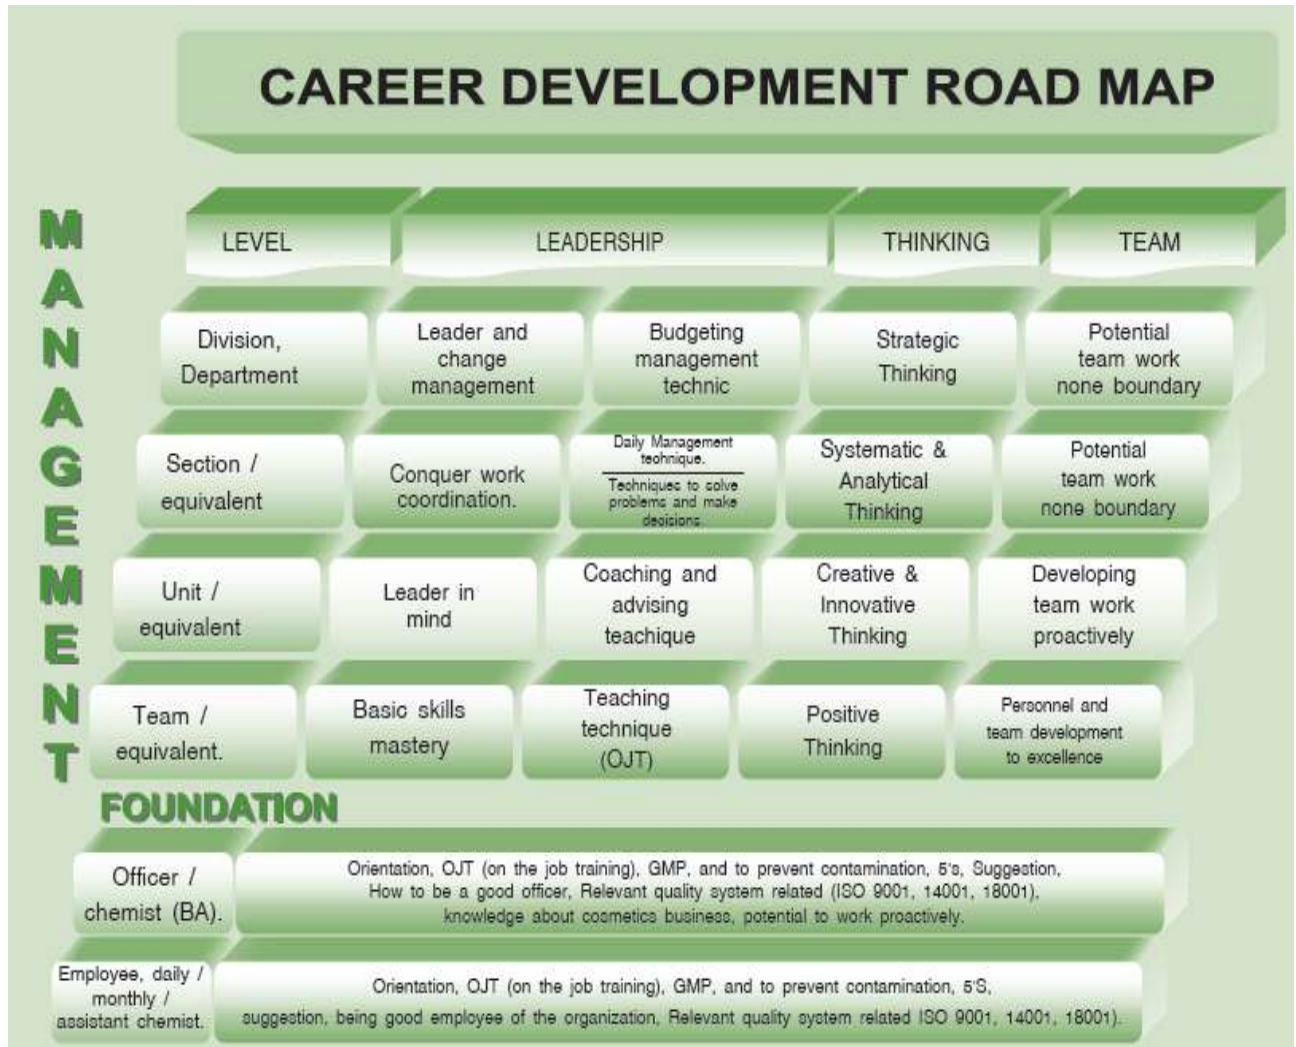 CAREER DEVELOPMENT ROAD MAP
MANAGEMENT
LEVEL
LEADERSHIP
THINKING
TEAM
Division,
Department
Leader and
change
management
Budgeting
management
technic
Strategic
Thinking
Potential
team work
none boundary
Section /
equivalent
Conquer work
coordination.
Daily Management
technique.
Techniques to solve
problems and make
decisions.
Systematic &
Analytical
Thinking
Potential
team work
none boundary
Unit /
equivalent
Leader in
mind
Coaching and
advising
teachique
Creative &
Innovative
Thinking
Developing
team work
proactively
Team /
equivalent.
Basic skills
mastery
Teaching
technique
(OJT)
Positive
Thinking
Personnel and
team development
to excellence
FOUNDATION
Officer /
chemist (BA).
Orientation, OJT (on the job training), GMP, and to prevent contamination, 5's, Suggestion,
How to be a good officer, Relevant quality system related (ISO 9001, 14001, 18001),
knowledge about cosmetics business, potential to work proactively.
Employee, daily /
monthly /
assistant chemist.
Orientation, OJT (on the job training), GMP, and to prevent contamination, 5'S,
suggestion, being good employee of the organization, Relevant quality system related ISO 9001, 14001, 18001).